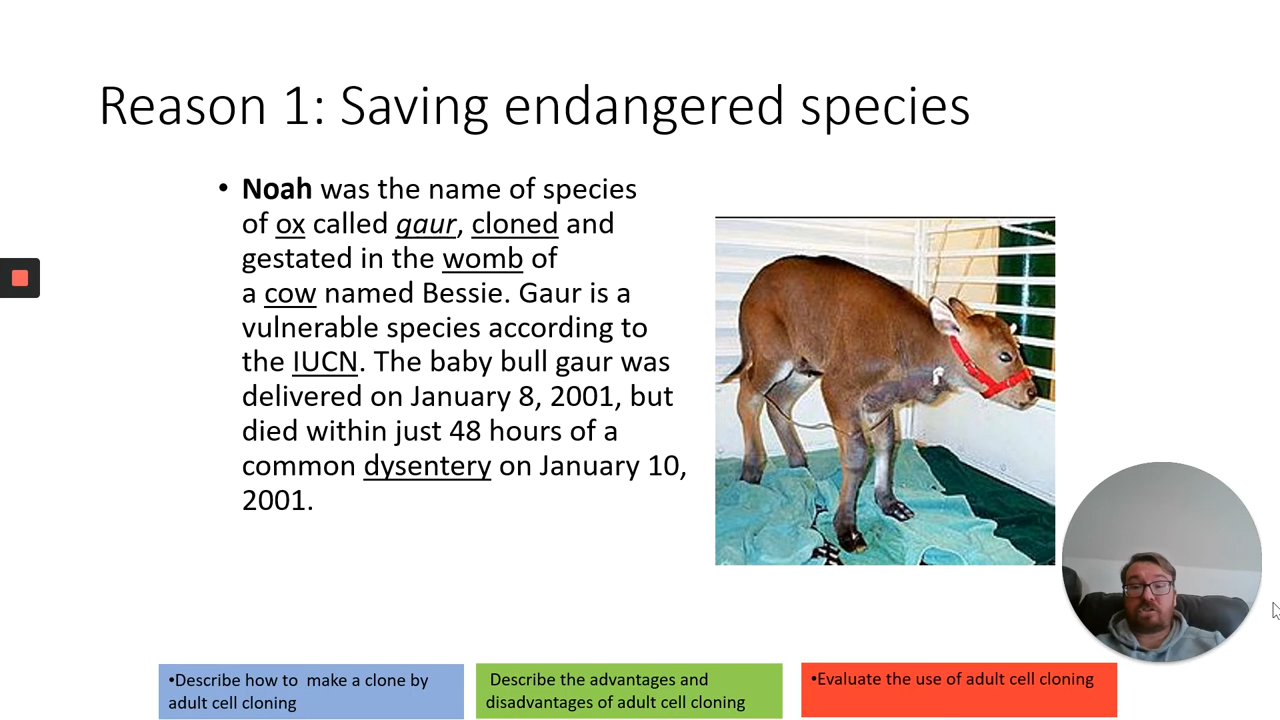 Reason 1: Saving endangered species
• Noah was the name of species
of ox called gaur, cloned and
gestated in the womb of
a cow named Bessie. Gaur is a
vulnerable species according to
the IUCN. The baby bull gaur was
delivered on January 8, 2001, but
died within just 48 hours of a
common dysentery on January 10,
2001.
•Describe how to make a clone by
adult cell cloning
Describe the advantages and
disadvantages of adult cell cloning
•Evaluate the use of adult cell cloning